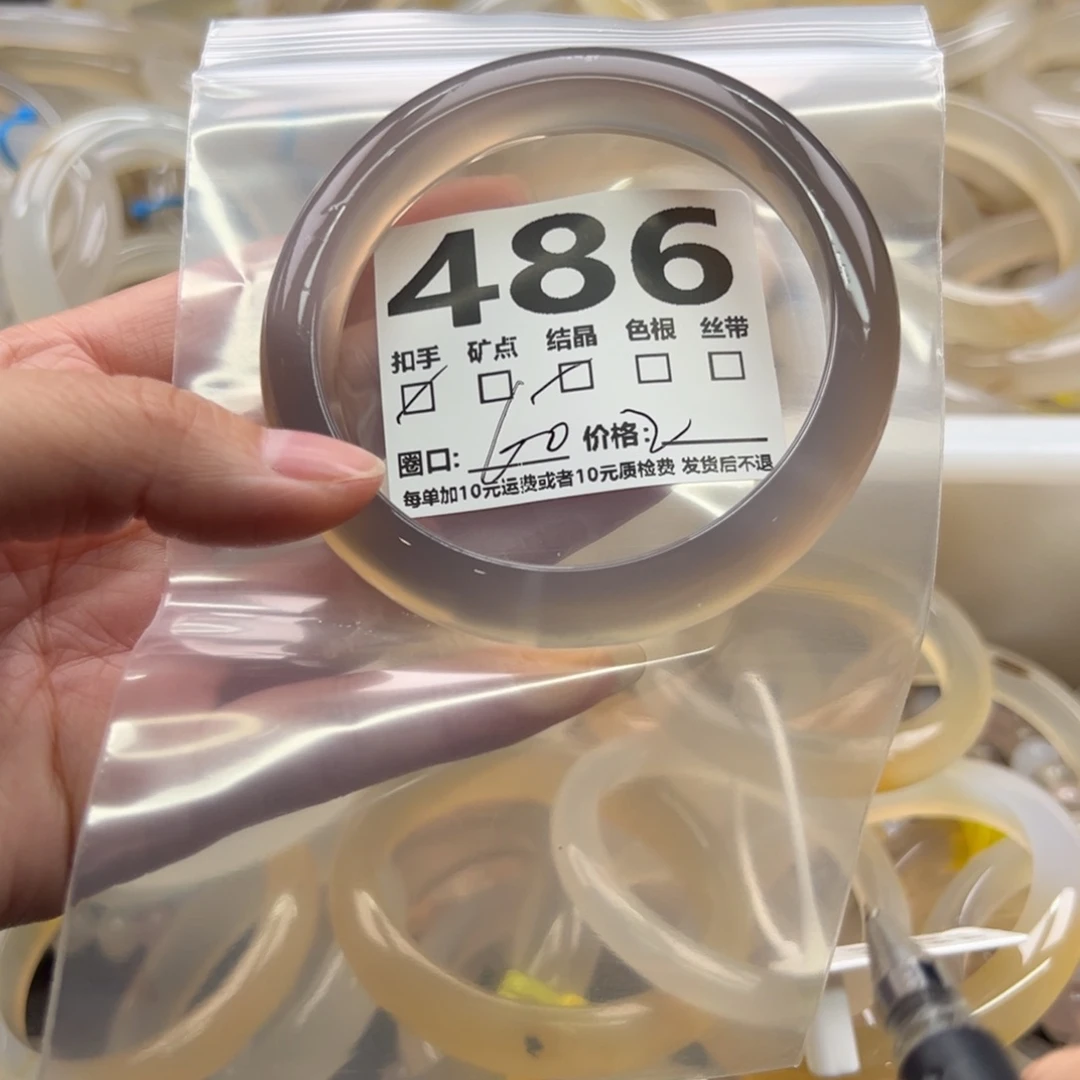 486
扣手 矿点 结晶 色根 丝带
圈口: 价格:
每单加10元运费或者10元质检费 发货后不退